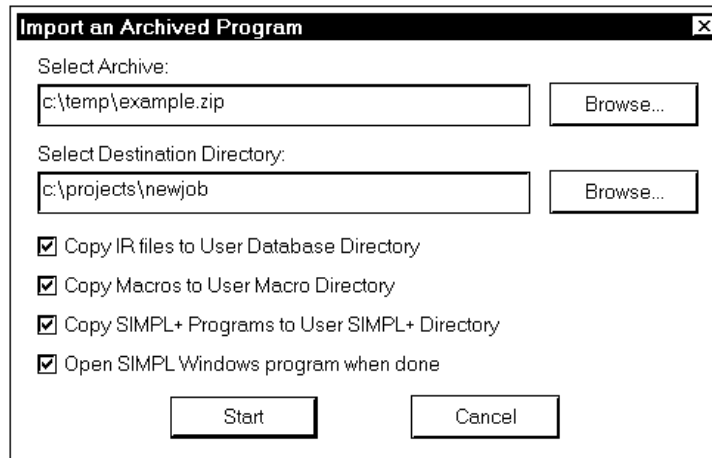 Import an Archived Program
Select Archive:
c:\temp\example.zip
Browse...
Select Destination Directory:
c:\projects\newjob
Browse...
Copy IR files to User Database Directory
Copy Macros to User Macro Directory
Copy SIMPL+ Programs to User SIMPL+ Directory
Open SIMPL Windows program when done
Start
Cancel